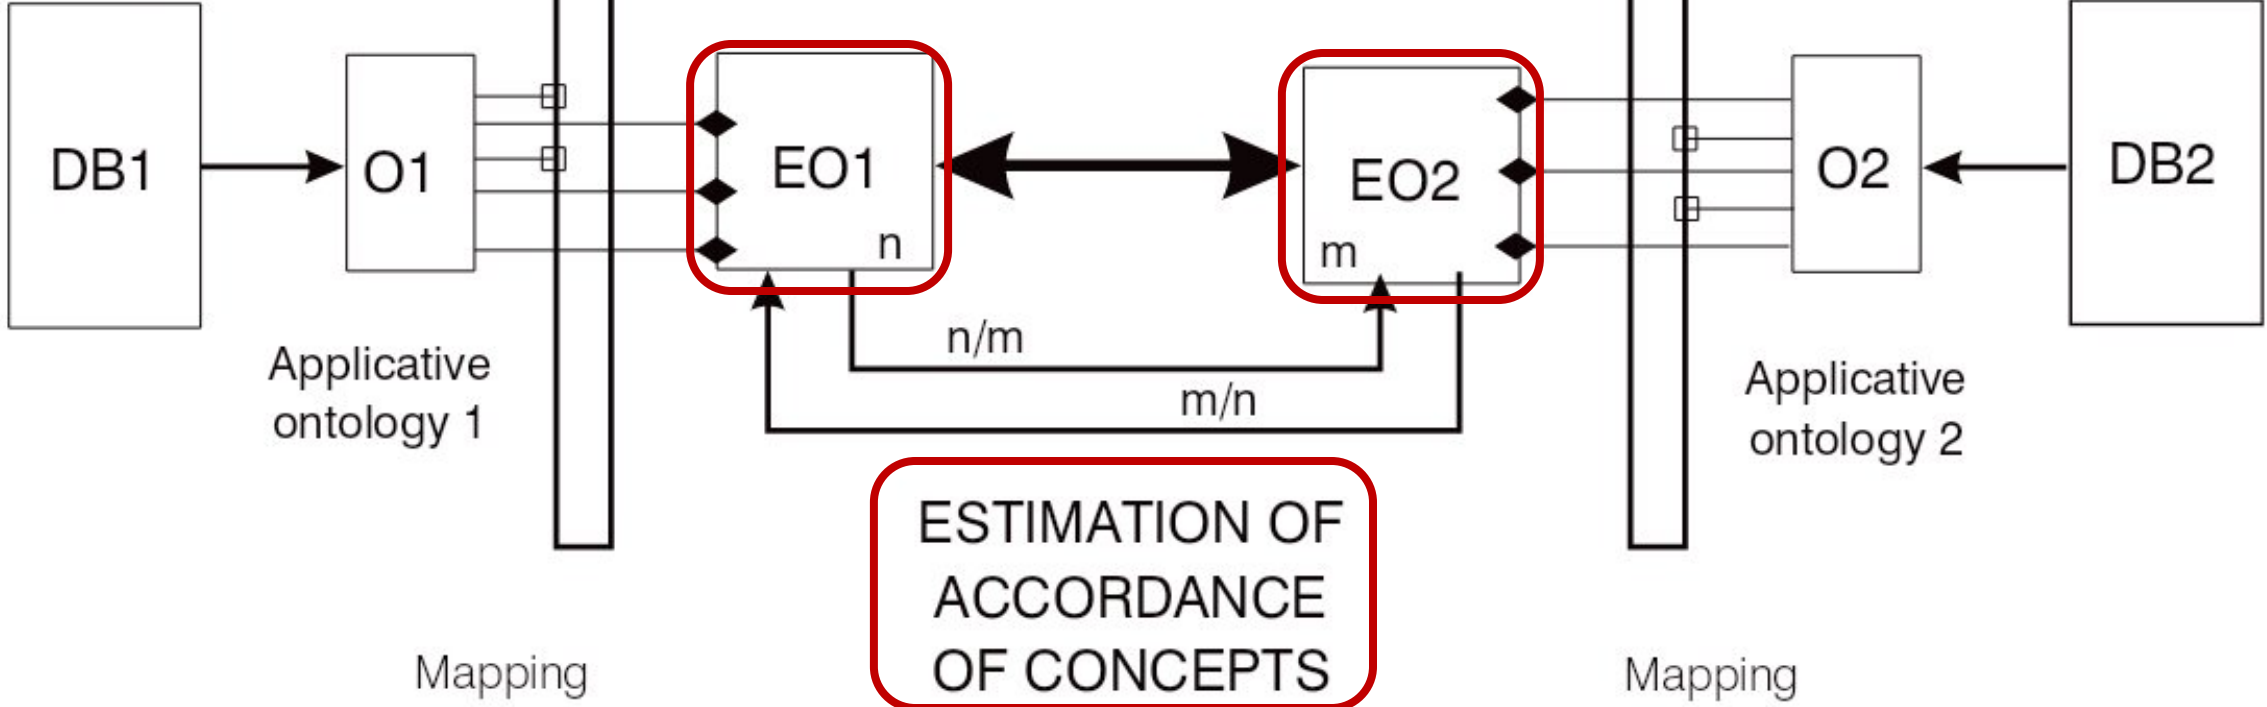 DB1
O1
EO1
n
EO2
m
O2
DB2
n/m
m/n
Applicative
ontology 1
Applicative
ontology 2
ESTIMATION OF
ACCORDANCE
OF CONCEPTS
Mapping
Mapping